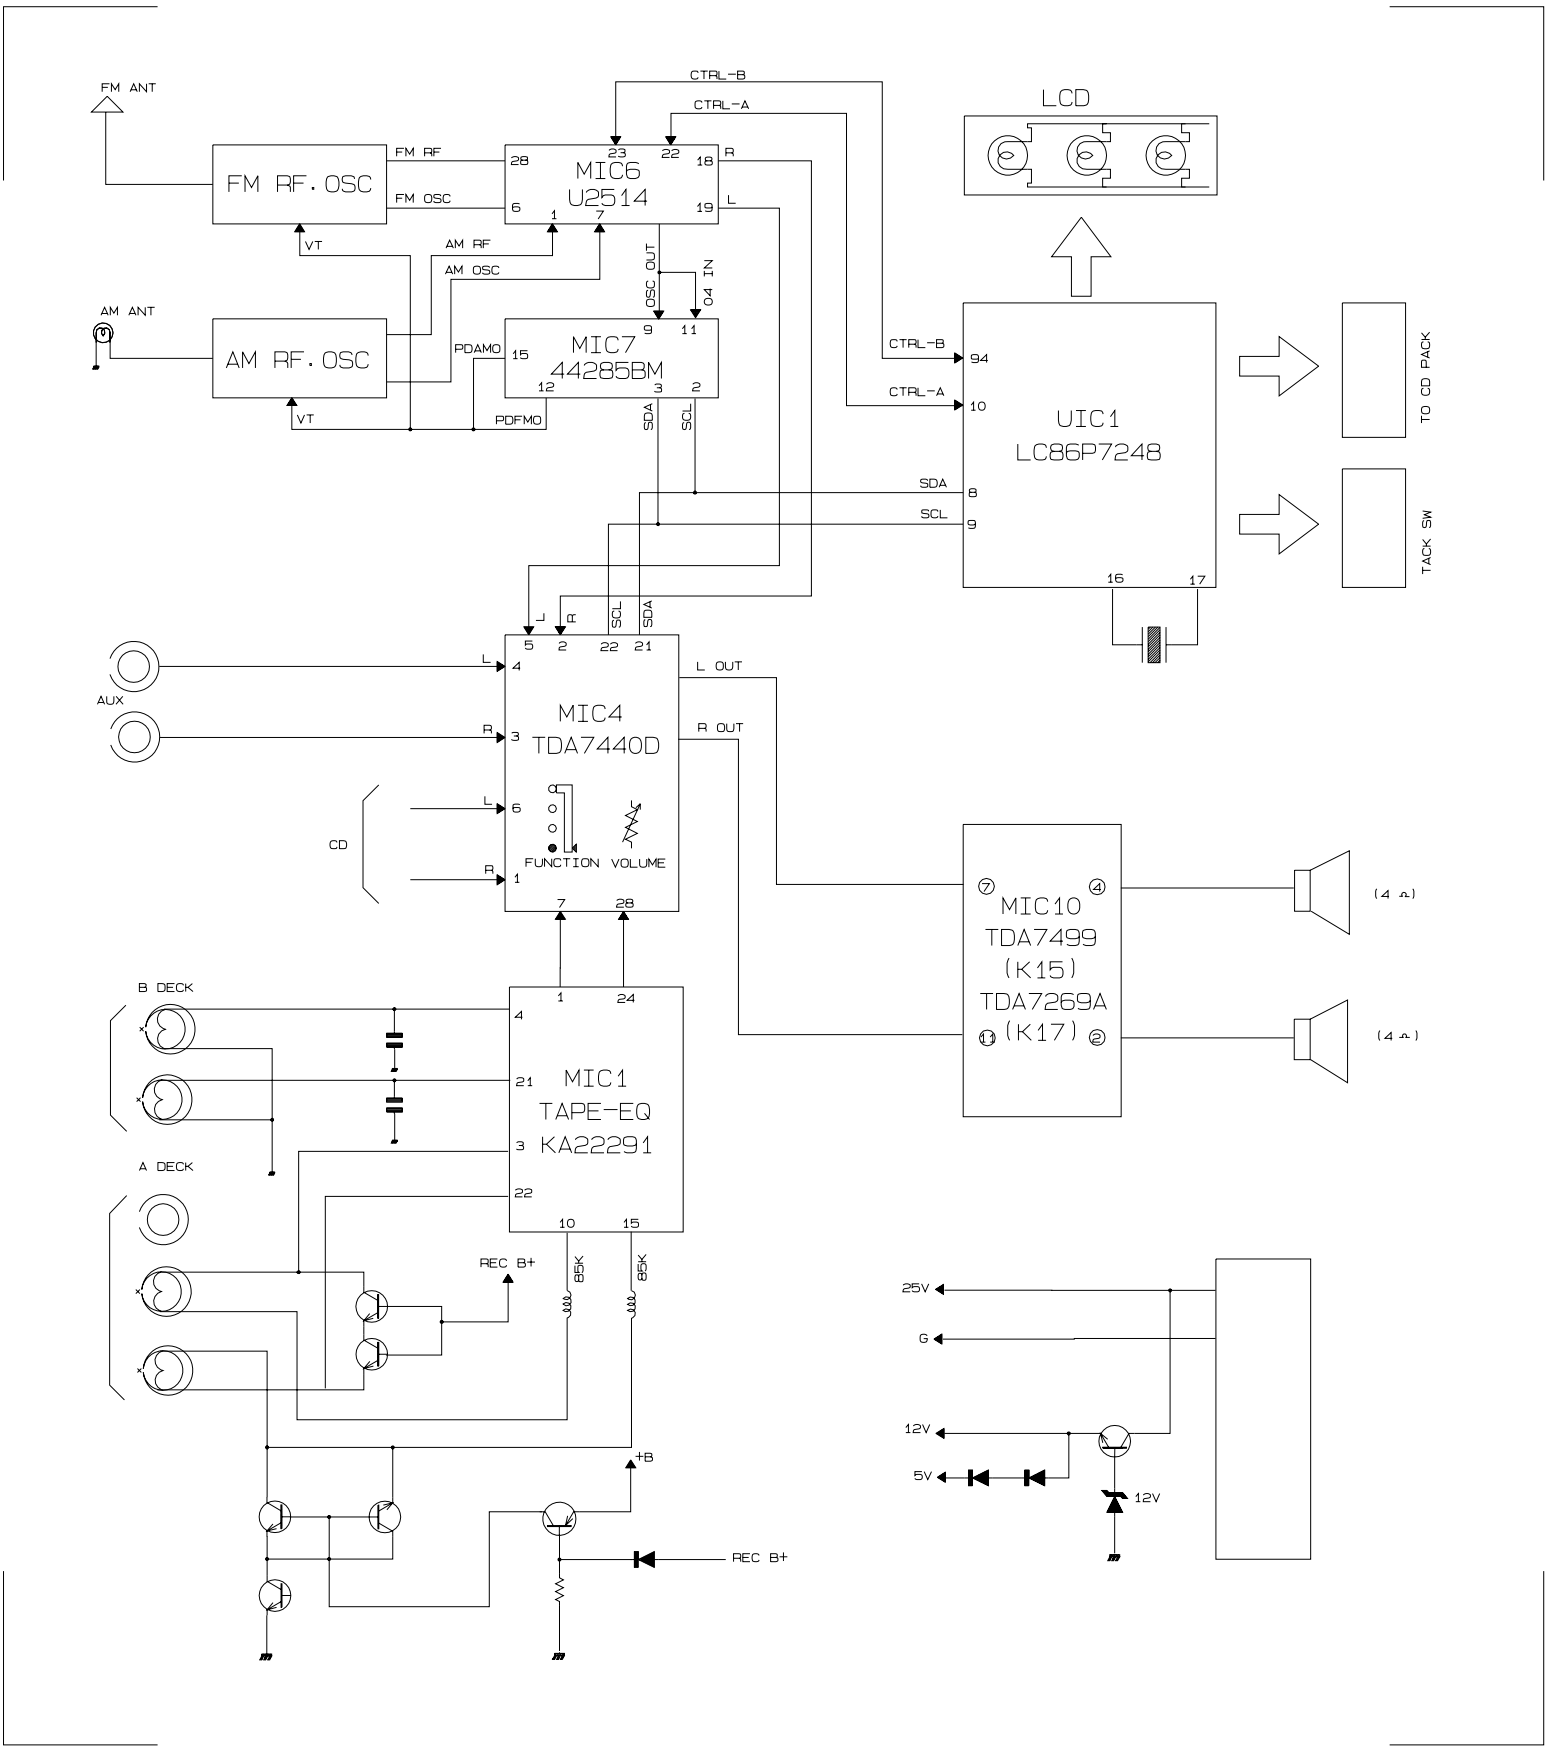 CTRL-B
CTRL-A
FM ANT
LCD
FM RF.OSC
FM RF
FM OSC
28
6
23
22
18
R
MIC6
U2514
1
7
19
L
VT
AM RF
AM OSC
OSC OUT
04 IN
AM ANT
AM RF.OSC
PDAMO
15
9
11
MIC7
44285BM
12
3
2
VT
PDFMO
SDA
SCL
CTRL-B
94
CTRL-A
10
UIC1
LC86P7248
SDA
8
SCL
9
16
17
TO CD PACK
TACK SW
L
R
SCL
SDA
5
2
22
21
L
4
AUX
R
3
MIC4
TDA7440D
L OUT
R OUT
CD
L
6
R
1
FUNCTION
VOLUME
7
28
7
4
MIC10
TDA7499
(K15)
TDA7269A
11
(K17)
2
(4 Ω)
(4 Ω)
B DECK
1
24
4
21
MIC1
TAPE-EQ
KA22291
3
22
10
15
A DECK
REC B+
85K
85K
+B
REC B+
25V
G
12V
5V
12V